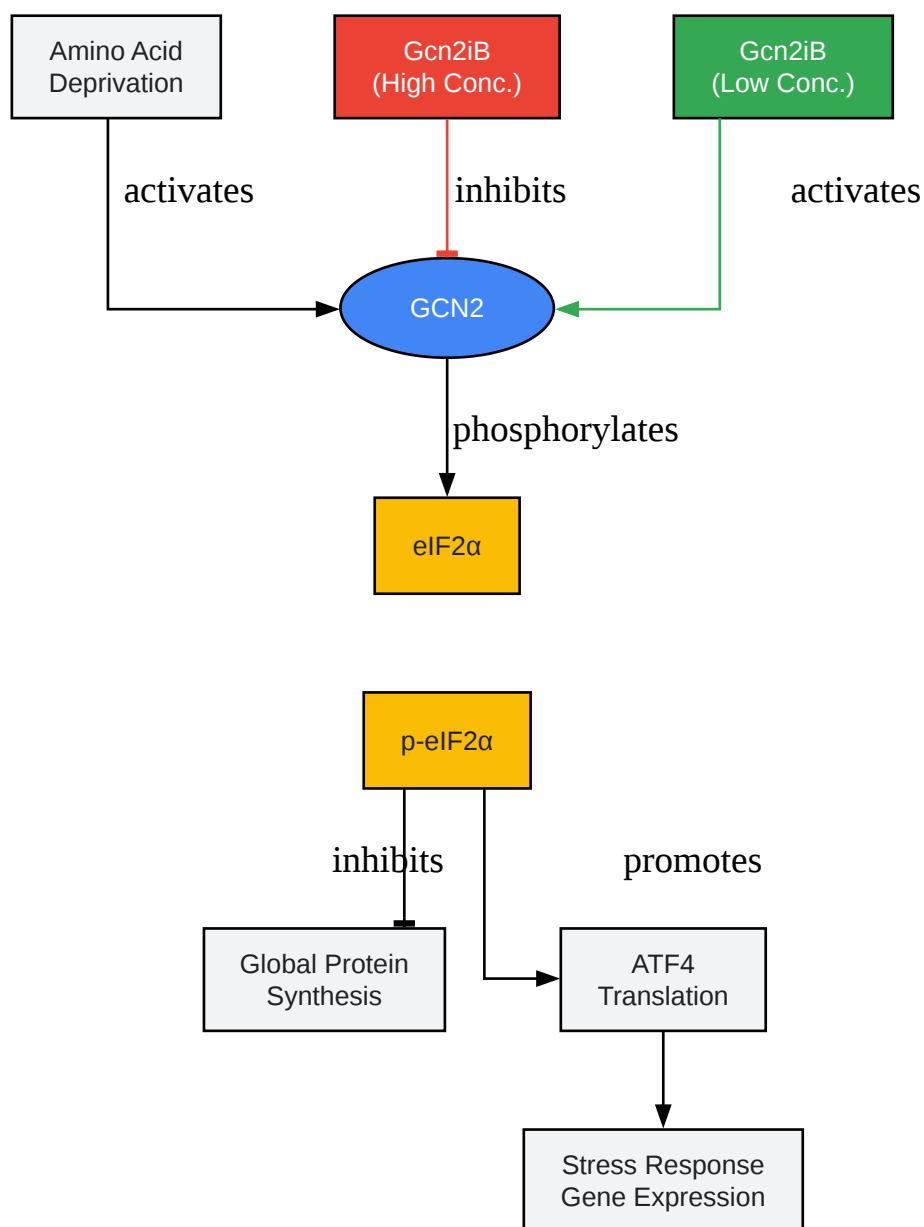 Amino Acid
Deprivation
Gcn2iB
(High Conc.)
Gcn2iB
(Low Conc.)
activates
inhibits
activates
GCN2
phosphorylates
eIF2α
p-eIF2α
inhibits
promotes
Global Protein
Synthesis
ATF4
Translation
Stress Response
Gene Expression